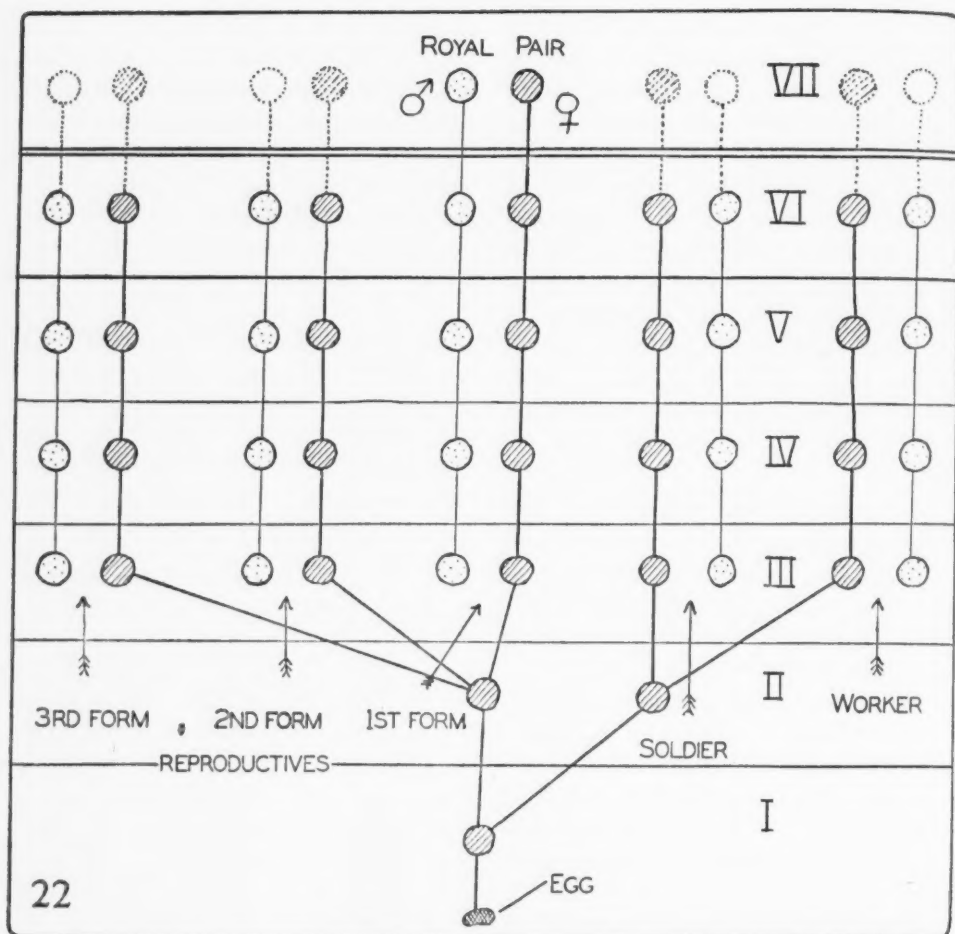 ROYAL PAIR
♂ ♀ VII
VI
V
IV
III
II
3RD FORM , 2ND FORM 1ST FORM SOLDIER WORKER
REPRODUCTIVES
I
22
EGG